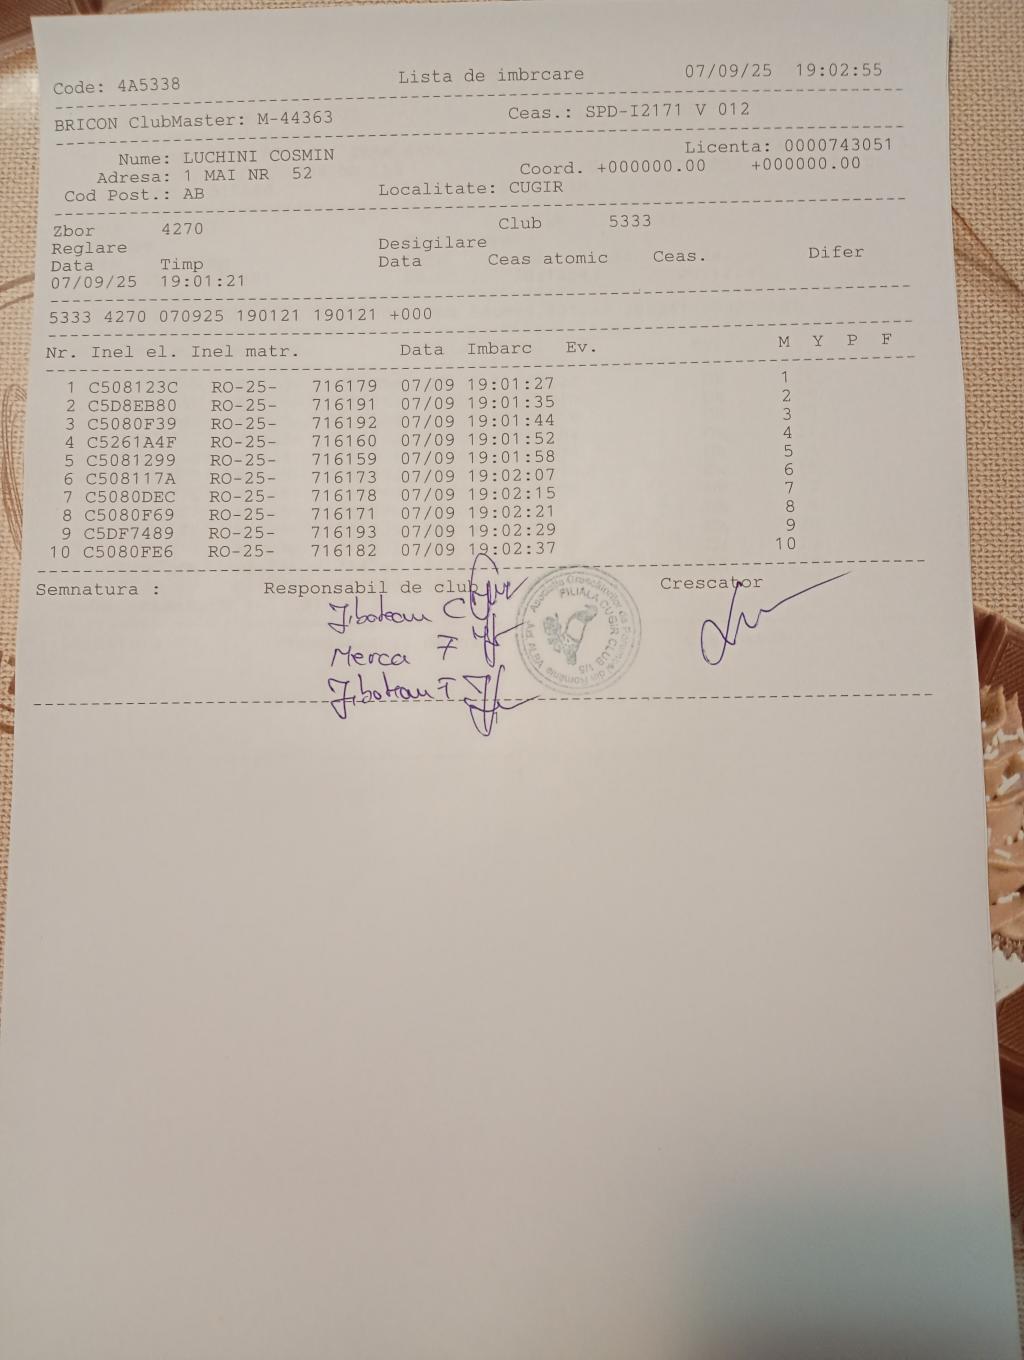 Code: 4A5338 Lista de imbrcare 07/09/25 19:02:55
BRICON ClubMaster: M-44363 Ceas.: SPD-I2171 V 012
Nume: LUCHINI COSMIN Licenta: 0000743051
Adresa: 1 MAI NR 52 Coord. +000000.00 +000000.00
Cod Post.: AB Localitate: CUGIR
Zbor 4270 Club 5333
Reglare Desigilare
Data Timp Data Ceas atomic Ceas. Difer
07/09/25 19:01:21
5333 4270 070925 190121 190121 +000
Nr. Inel el. Inel matr. Data Imbarc Ev. M Y P F
1 C508123C RO-25- 716179 07/09 19:01:27 1
2 C5D8EB80 RO-25- 716191 07/09 19:01:35 2
3 C5080F39 RO-25- 716192 07/09 19:01:44 3
4 C5261A4F RO-25- 716160 07/09 19:01:52 4
5 C5081299 RO-25- 716159 07/09 19:01:58 5
6 C508117A RO-25- 716173 07/09 19:02:07 6
7 C5080DEC RO-25- 716178 07/09 19:02:15 7
8 C5080F69 RO-25- 716171 07/09 19:02:21 8
9 C5DF7489 RO-25- 716193 07/09 19:02:29 9
10 C5080FE6 RO-25- 716182 07/09 19:02:37 10
Semnatura : Responsabil de club Crescator
Jiboteau C
Merca F
Jiboteau T
FILIALA CUGIR CLUB 1/5